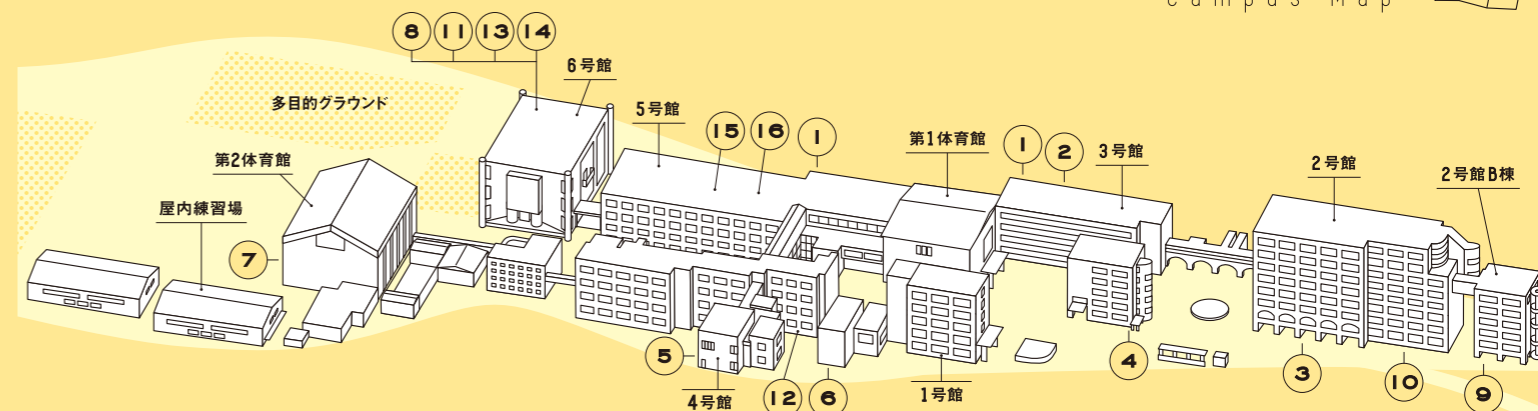 Campus Map
8 11 13 14
6号館
多目的グラウンド
5号館
15 16 1
第1体育館
1 2
3号館
2号館
2号館B棟
第2体育館
屋内練習場
7
5
4号館
12
6
1号館
4
3
10
9